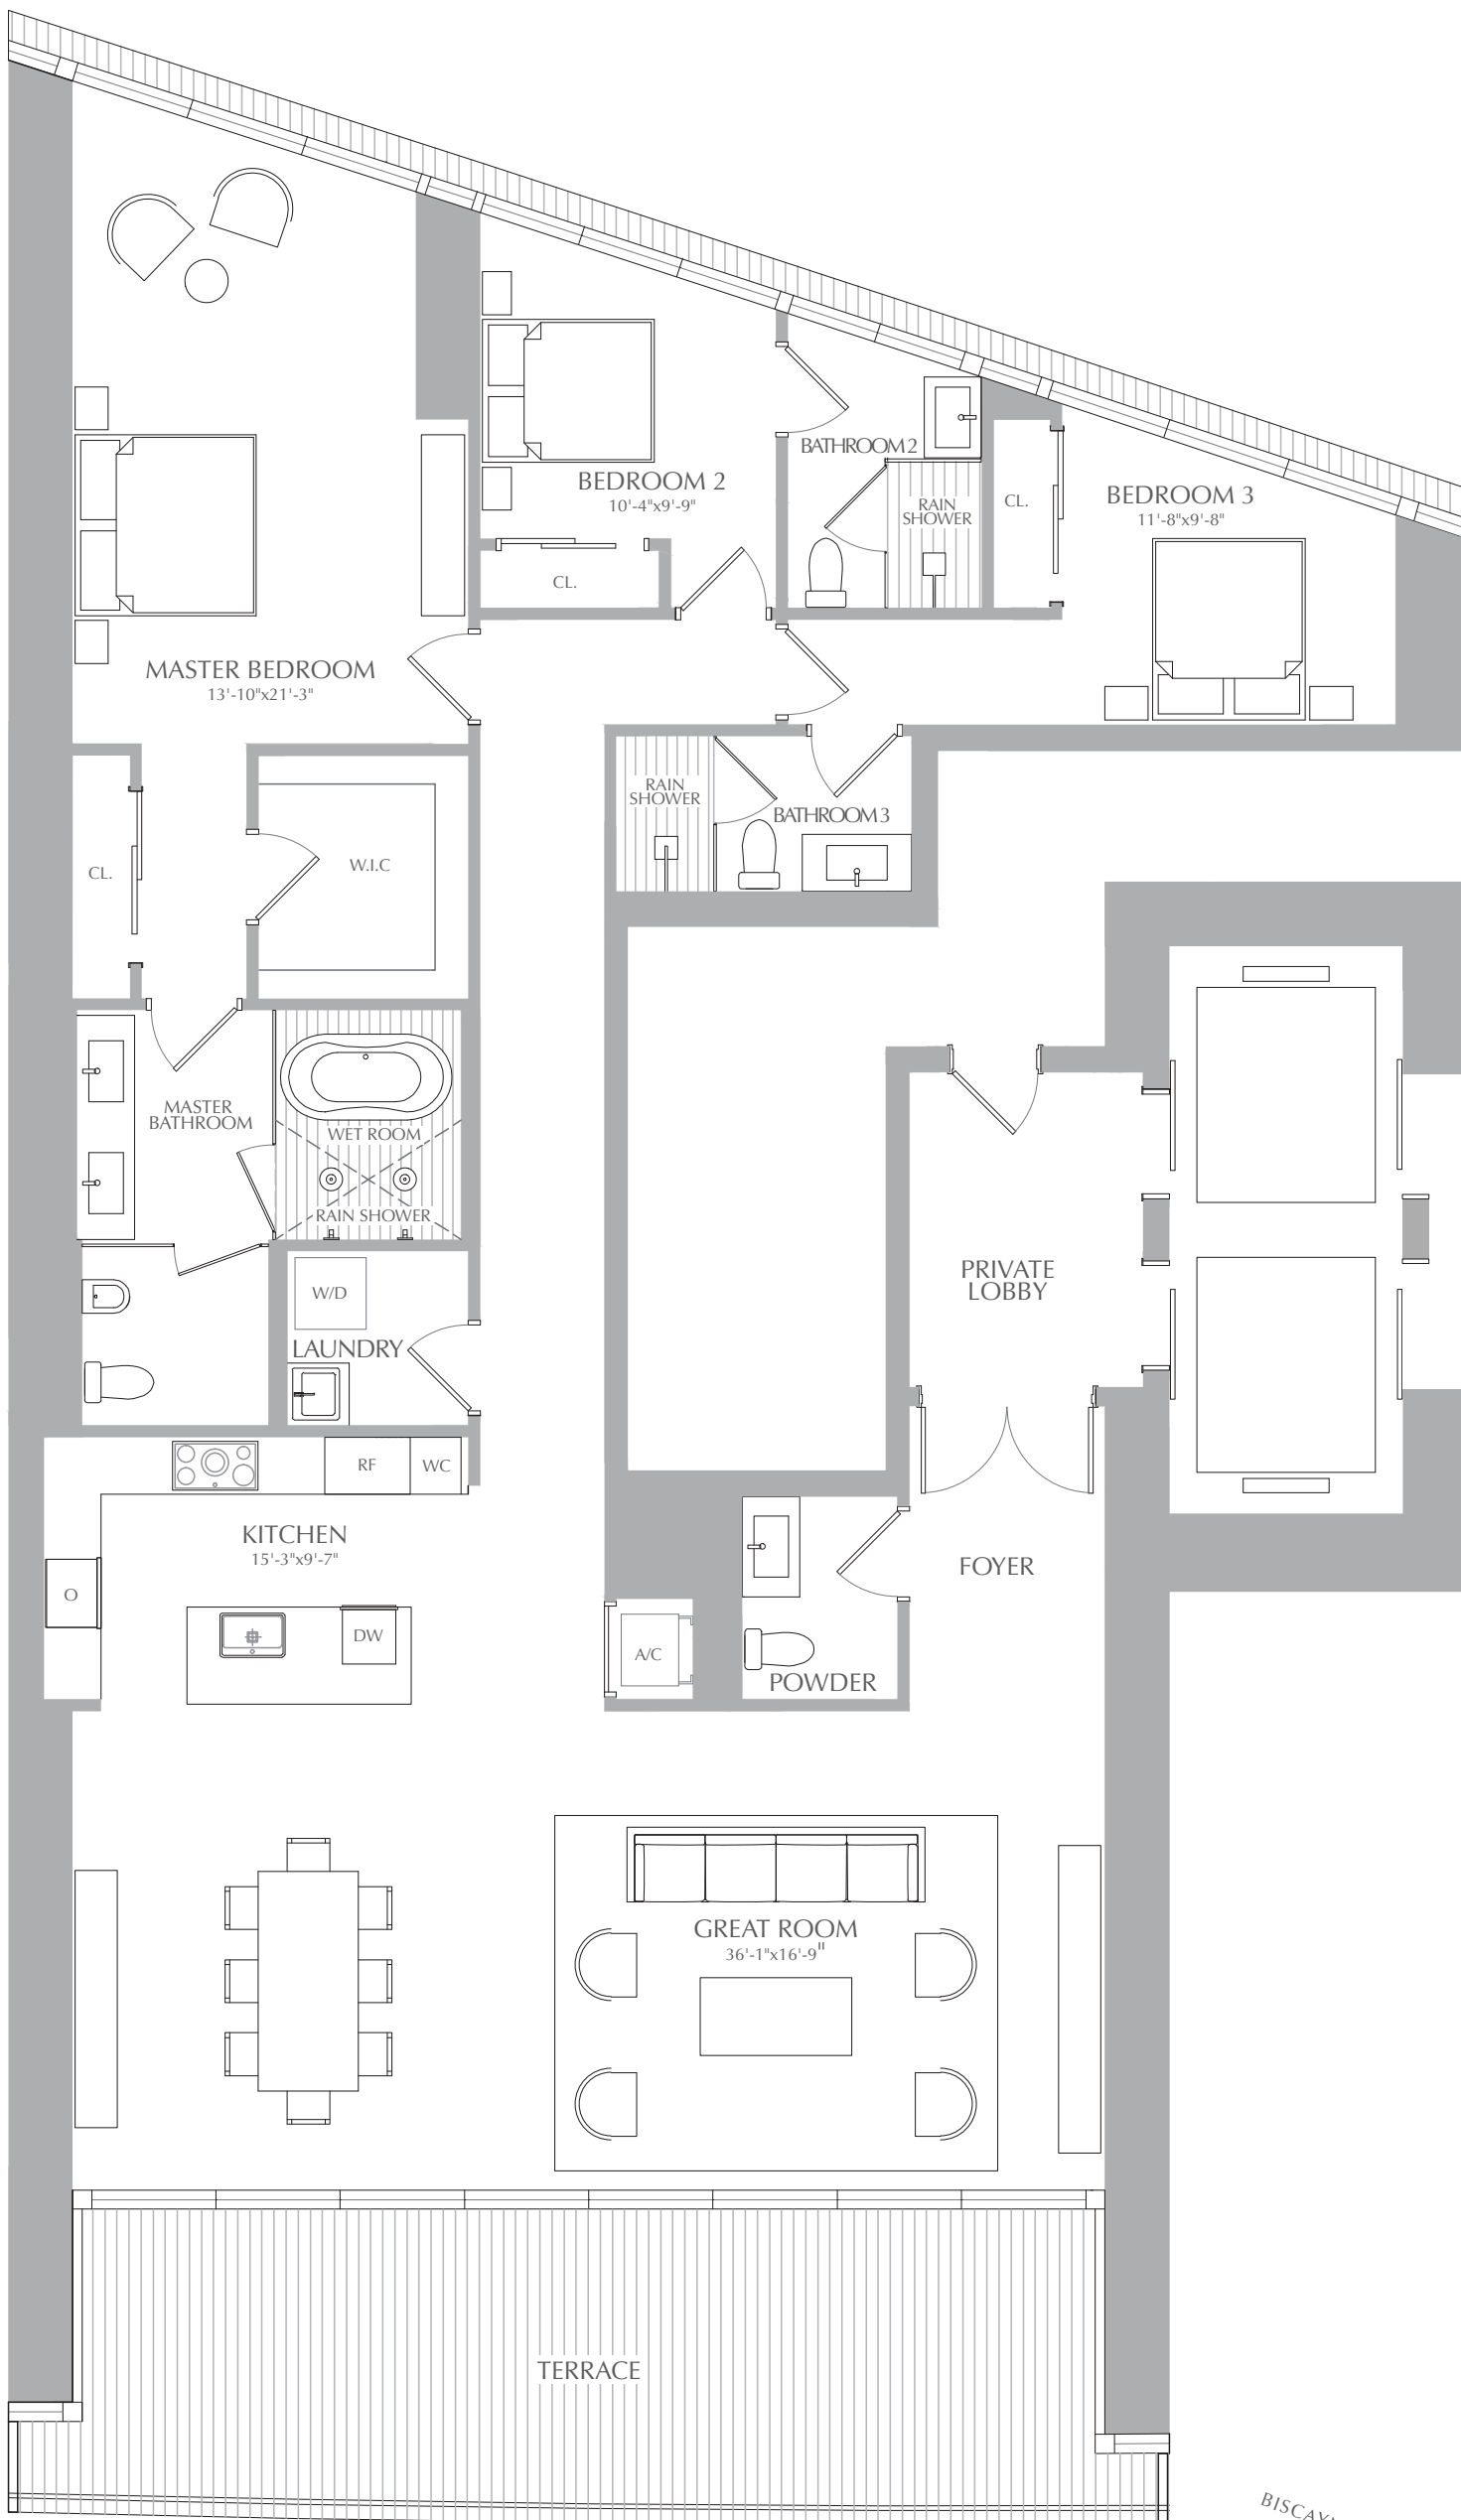 BEDROOM 2
10'-4"x9'-9"
CL.
BATHROOM 2
RAIN
SHOWER
CL.
BEDROOM 3
11'-8"x9'-8"
MASTER BEDROOM
13'-10"x21'-3"
CL.
W.I.C
RAIN
SHOWER
BATHROOM 3
MASTER
BATHROOM
WET ROOM
RAIN SHOWER
W/D
LAUNDRY
PRIVATE
LOBBY
RF
WC
KITCHEN
15'-3"x9'-7"
O
DW
A/C
POWDER
FOYER
GREAT ROOM
36'-1"x16'-9"
TERRACE